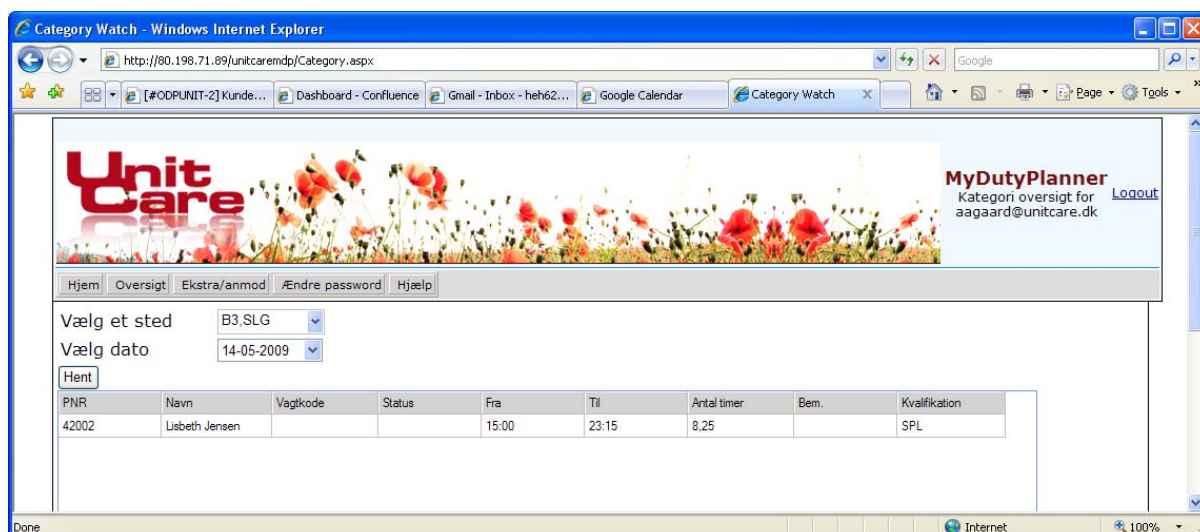 Category Watch - Windows Internet Explorer
http://80.198.71.89/unitcaremdp/Category.aspx
Google
[#ODPUNIT-2] Kunde... Dashboard - Confluence Gmail - Inbox - heh62... Google Calendar Category Watch X Page Tools »
Unit
Care
MyDutyPlanner
Kategori oversigt for
aagaard@unitcare.dk
Logout
Hjem Oversigt Ekstra/anmod Ændre password Hjælp
Vælg et sted B3,SLG
Vælg dato 14-05-2009
Hent
PNR Navn Vagtkode Status Fra Til Antal timer Bem. Kvalifikation
42002 Lisbeth Jensen 15:00 23:15 8,25 SPL
Done Internet 100%